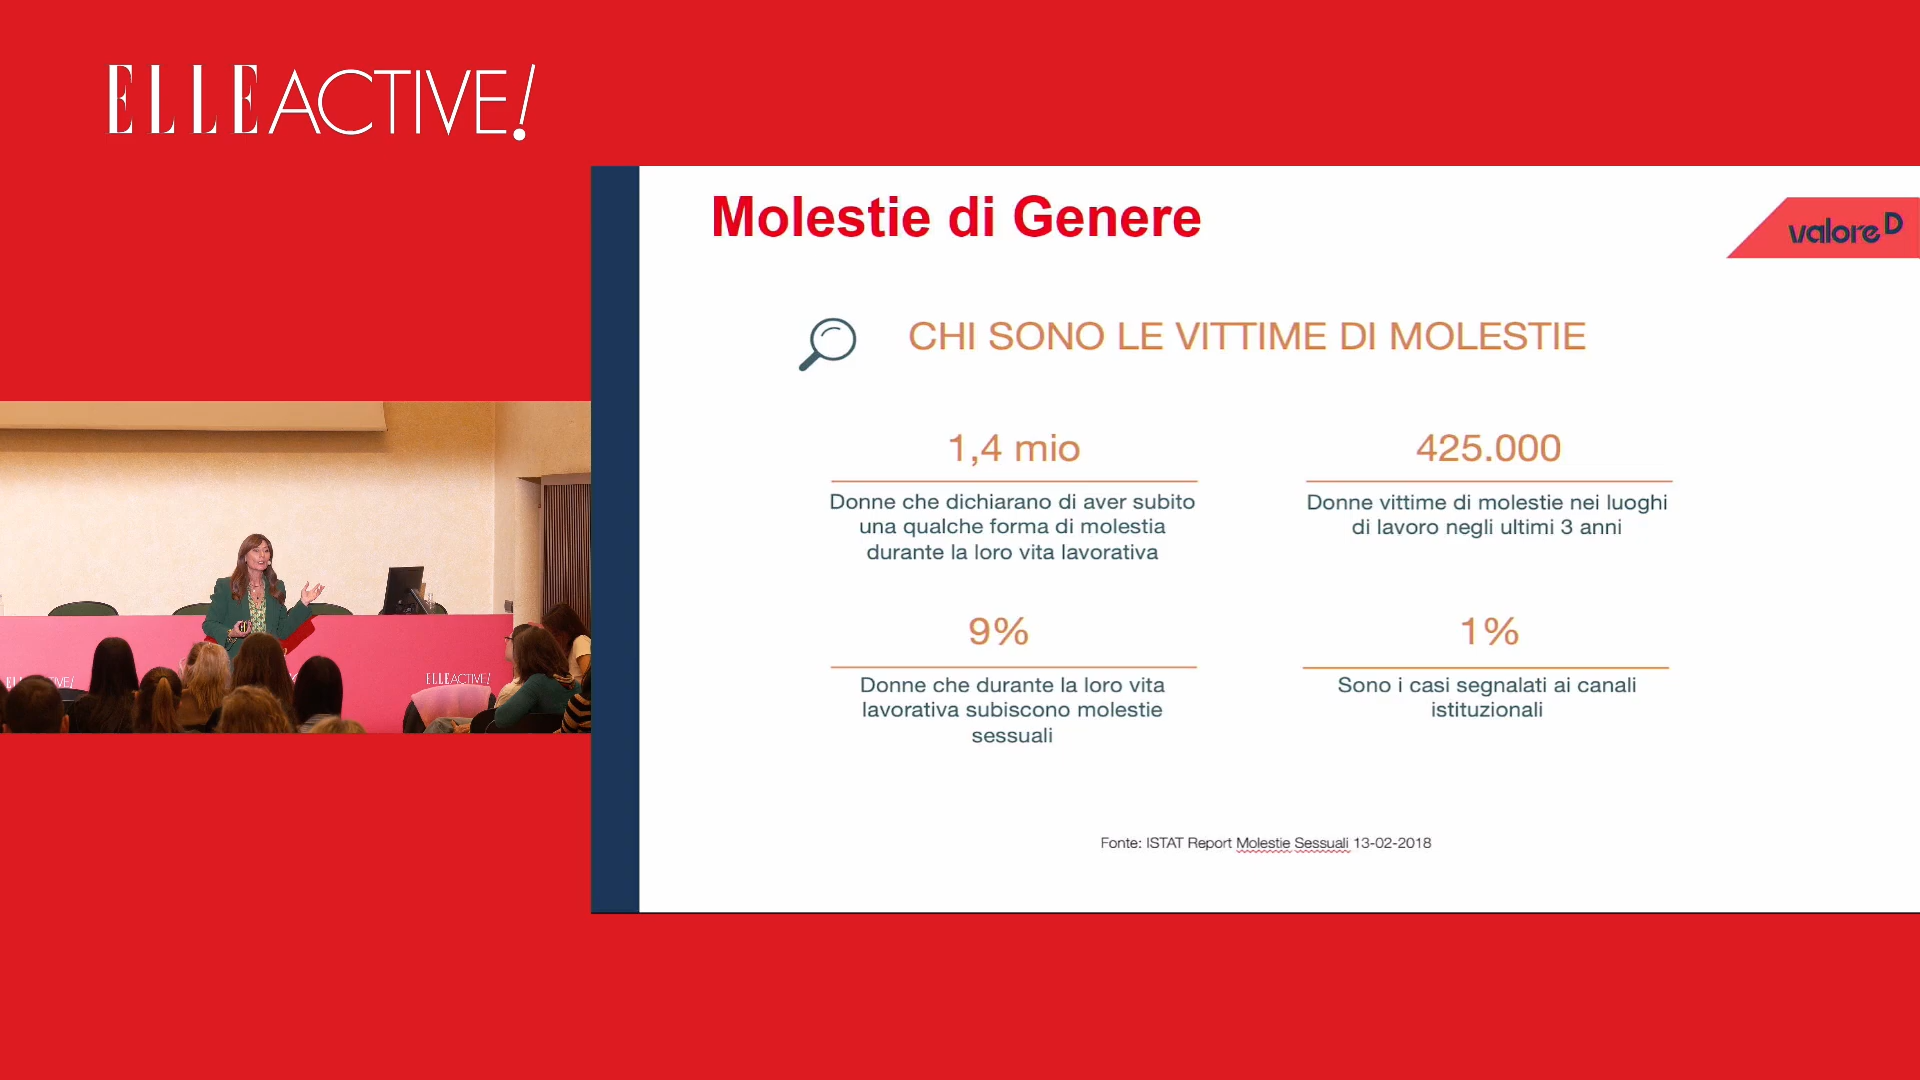 ELLE ACTIVE!
Molestie di Genere
valore D
CHI SONO LE VITTIME DI MOLESTIE
1,4 mio
Donne che dichiarano di aver subito
una qualche forma di molestia
durante la loro vita lavorativa
425.000
Donne vittime di molestie nei luoghi
di lavoro negli ultimi 3 anni
9%
Donne che durante la loro vita
lavorativa subiscono molestie
sessuali
1%
Sono i casi segnalati ai canali
istituzionali
Fonte: ISTAT Report Molestie Sessuali 13-02-2018
ELLE ACTIVE!